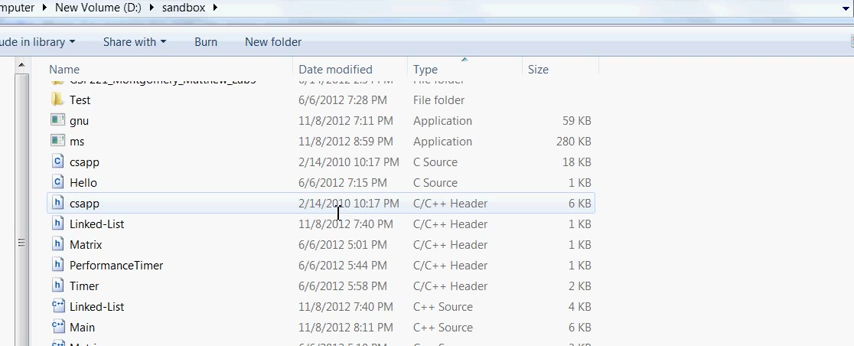 mputer ▸ New Volume (D:) ▸ sandbox ▸
ude in library Share with Burn New folder
Name Date modified Type Size
File folder
Test 6/6/2012 7:28 PM File folder
gnu 11/8/2012 7:11 PM Application 59 KB
ms 11/8/2012 8:59 PM Application 280 KB
csapp 2/14/2010 10:17 PM C Source 18 KB
Hello 6/6/2012 7:15 PM C Source 1 KB
csapp 2/14/2010 10:17 PM C/C++ Header 6 KB
Linked-List 11/8/2012 7:40 PM C/C++ Header 1 KB
Matrix 6/6/2012 5:01 PM C/C++ Header 1 KB
PerformanceTimer 6/6/2012 5:44 PM C/C++ Header 1 KB
Timer 6/6/2012 5:58 PM C/C++ Header 2 KB
Linked-List 11/8/2012 7:40 PM C++ Source 4 KB
Main 11/8/2012 8:11 PM C++ Source 6 KB